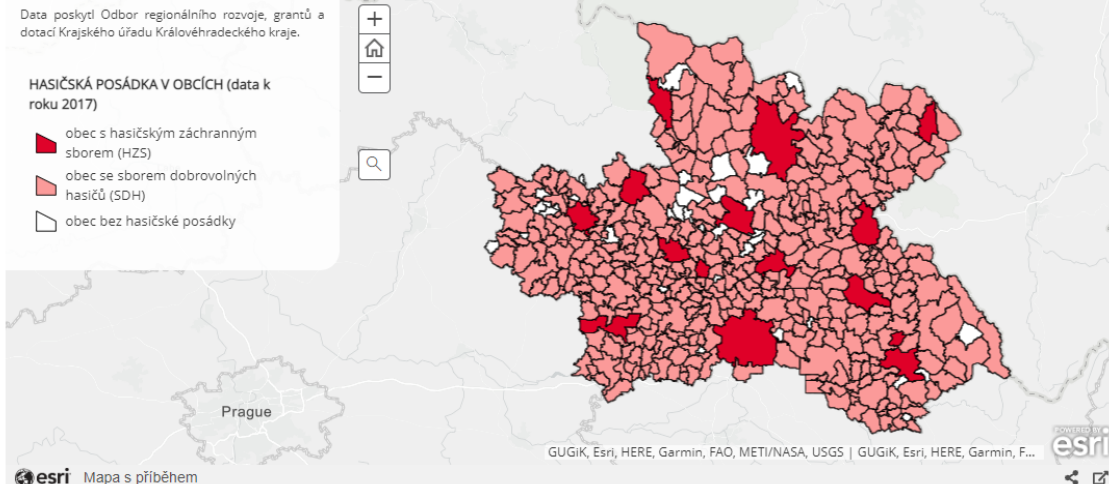 Data poskytl Odbor regionálního rozvoje, grantů a
dotací Krajského úřadu Královéhradeckého kraje.
HASIČSKÁ POSÁDKA V OBCÍCH (data k
roku 2017)
obec s hasičským záchranným
sborem (HZS)
obec se sborem dobrovolných
hasičů (SDH)
obec bez hasičské posádky
Prague
POWERED BY
esri
GUGiK, Esri, HERE, Garmin, FAO, METI/NASA, USGS | GUGiK, Esri, HERE, Garmin, F...
esri Mapa s příběhem